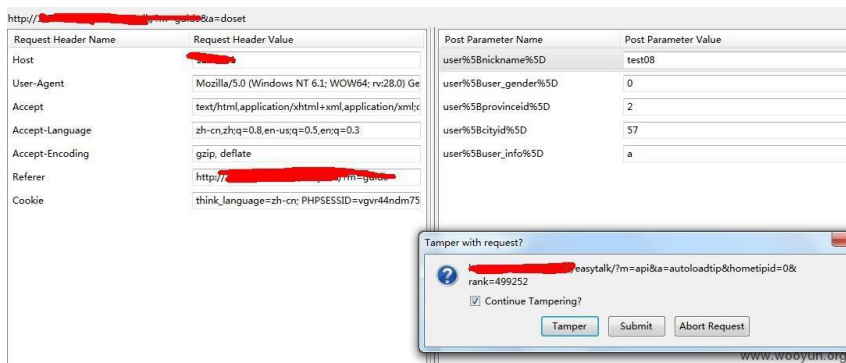 http://1 ?m=guide&a=doset
Request Header Name Request Header Value Post Parameter Name Post Parameter Value
Host user%5Bnickname%5D test08
User-Agent Mozilla/5.0 (Windows NT 6.1; WOW64; rv:28.0) Ge user%5Buser_gender%5D 0
Accept text/html,application/xhtml+xml,application/xml;c user%5Bprovinceid%5D 2
Accept-Language zh-cn,zh;q=0.8,en-us;q=0.5,en;q=0.3 user%5Bcityid%5D 57
Accept-Encoding gzip, deflate user%5Buser_info%5D a
Referer http:/ /?m=guide
Cookie think_language=zh-cn; PHPSESSID=vgvr44ndm75
Tamper with request?
/easytalk/?m=api&a=autoloadtip&hometipid=0&
rank=499252
Continue Tampering?
Tamper Submit Abort Request
www.wooyun.org